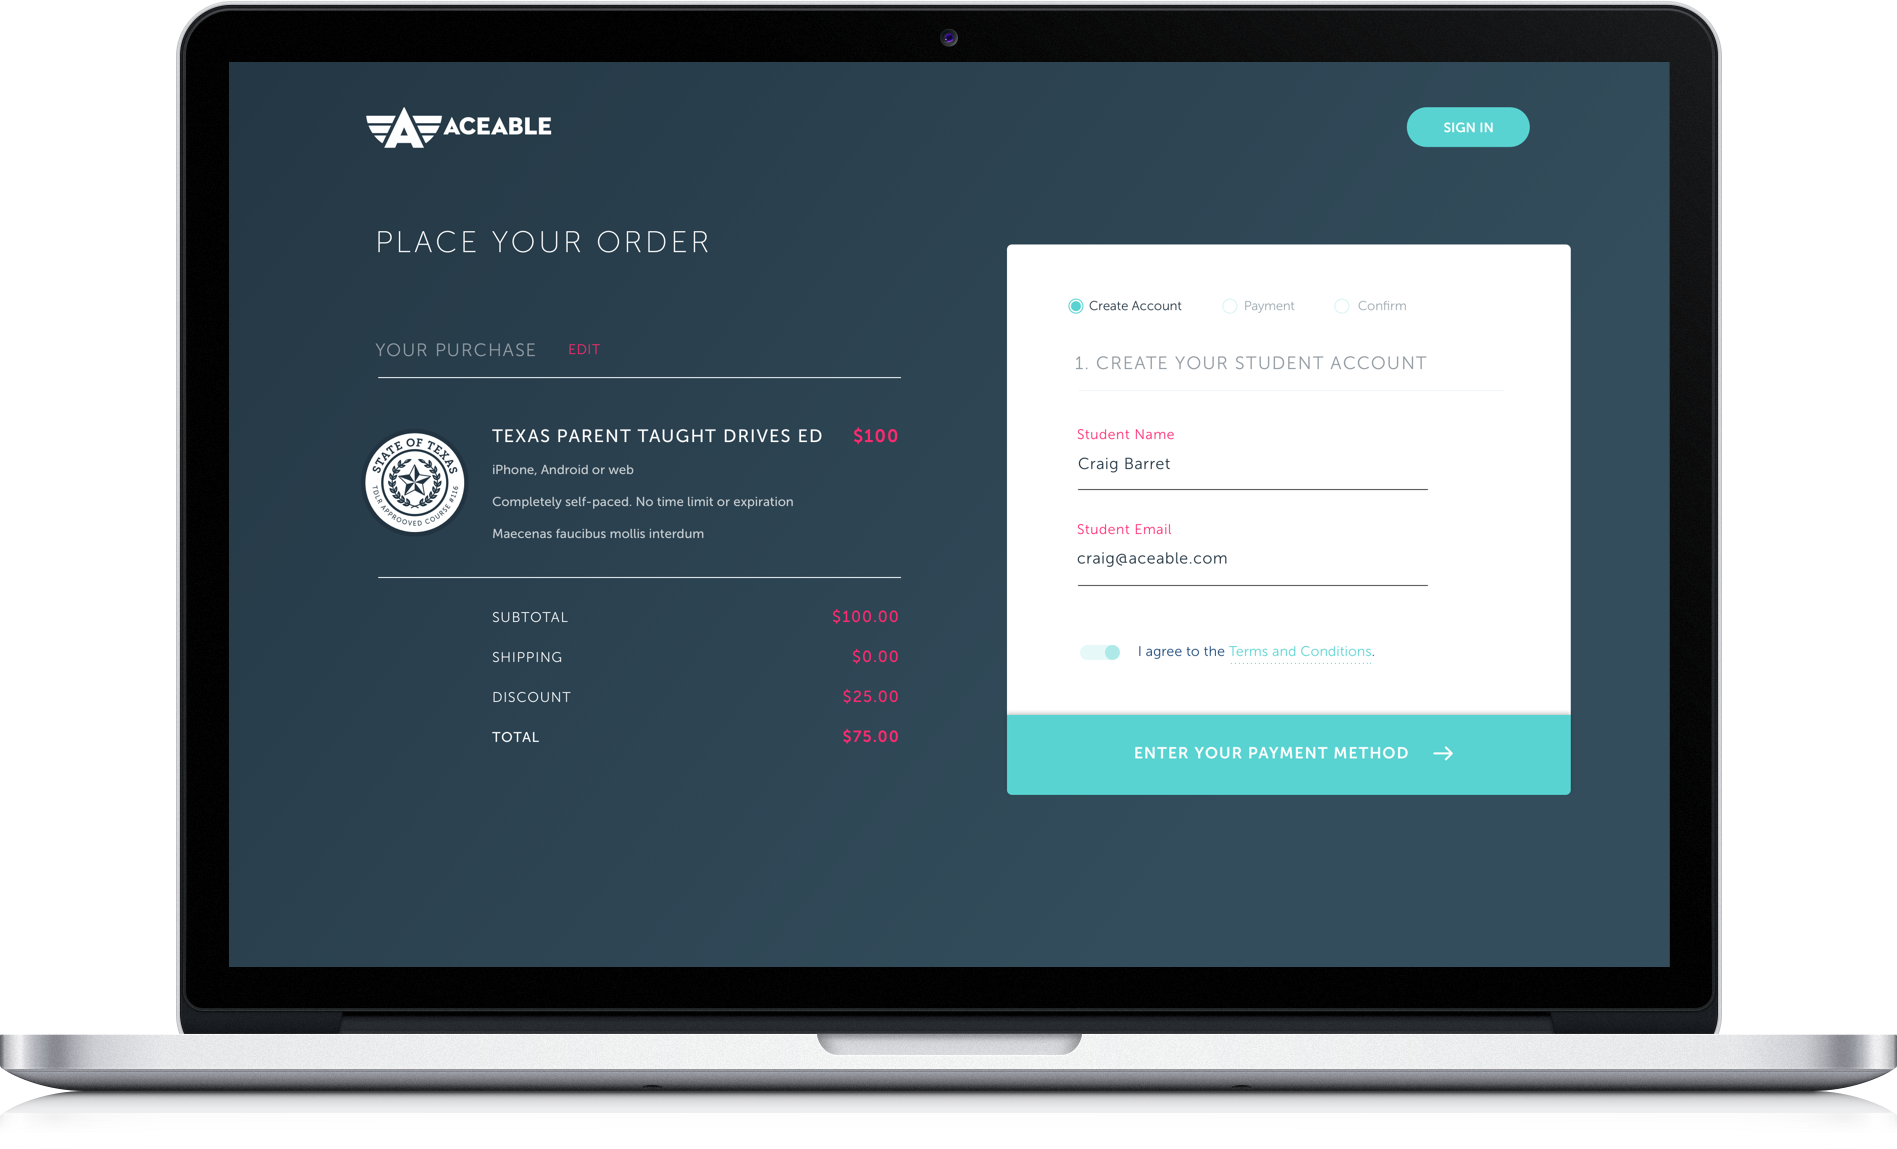 ACEABLE
SIGN IN
PLACE YOUR ORDER
YOUR PURCHASE EDIT
STATE OF TEXAS
TDLR APPROOVED COURSE #116
TEXAS PARENT TAUGHT DRIVES ED $100
iPhone, Android or web
Completely self-paced. No time limit or expiration
Maecenas faucibus mollis interdum
SUBTOTAL $100.00
SHIPPING $0.00
DISCOUNT $25.00
TOTAL $75.00
Create Account Payment Confirm
1. CREATE YOUR STUDENT ACCOUNT
Student Name
Craig Barret
Student Email
craig@aceable.com
I agree to the Terms and Conditions.
ENTER YOUR PAYMENT METHOD →